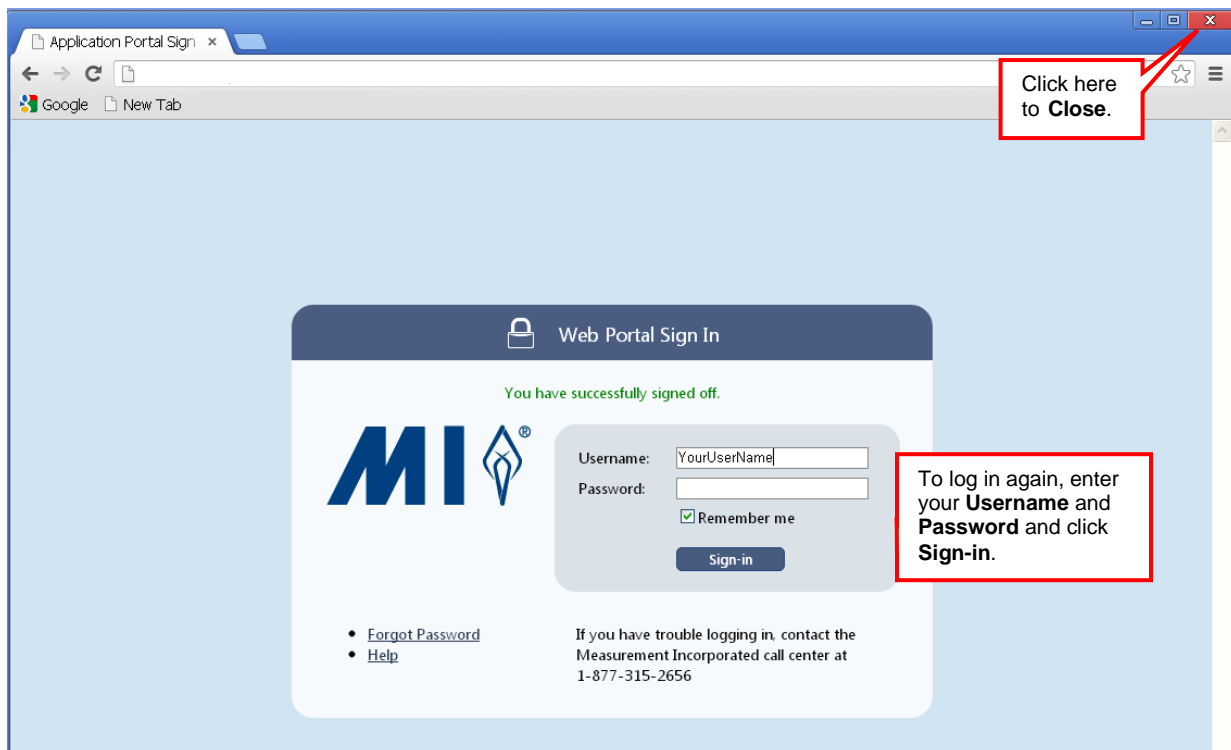 Application Portal Sign
Click here
to Close.
Google New Tab
Web Portal Sign In
You have successfully signed off.
MI®
Username: YourUserName
Password:
Remember me
Sign-in
To log in again, enter
your Username and
Password and click
Sign-in.
Forgot Password
Help
If you have trouble logging in, contact the
Measurement Incorporated call center at
1-877-315-2656